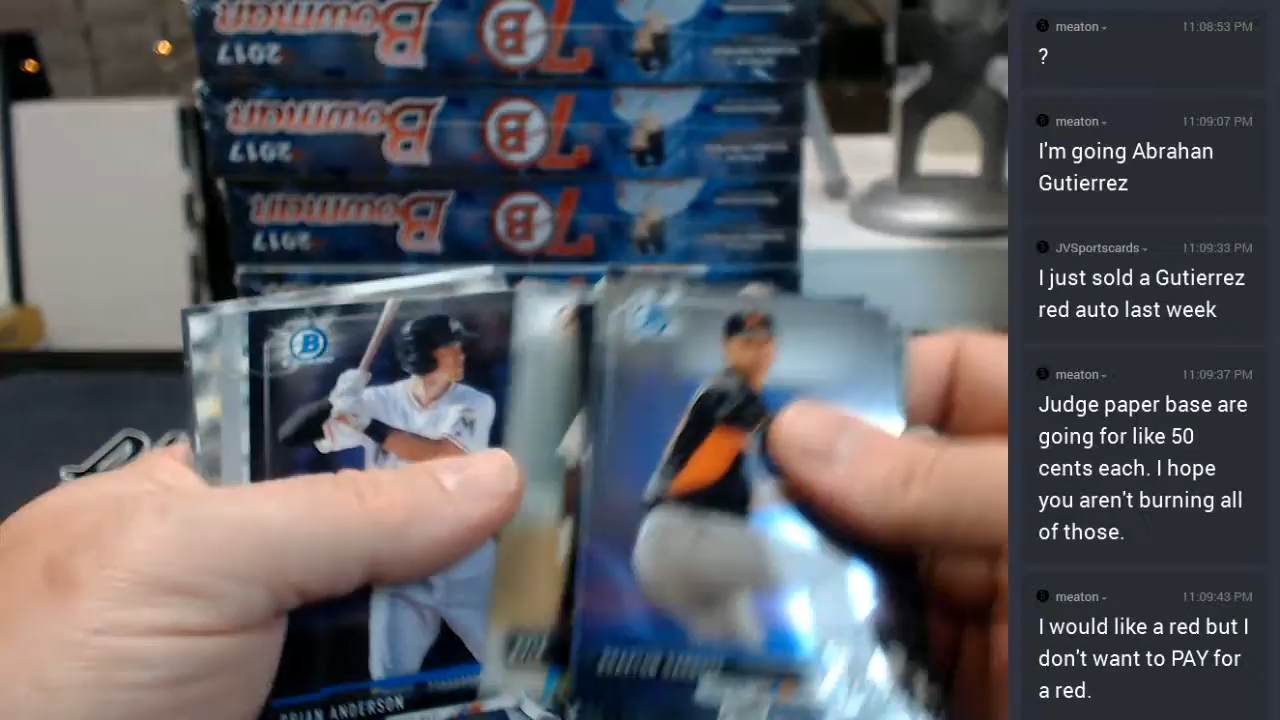 Bowman
2017
7B
Bowman
2017
7B
Bowman
2017
7B
B
BRIAN ANDERSON
meaton
11:08:53 PM
?
meaton
11:09:07 PM
I'm going Abrahan
Gutierrez
JVSportscards
11:09:33 PM
I just sold a Gutierrez
red auto last week
meaton
11:09:37 PM
Judge paper base are
going for like 50
cents each. I hope
you aren't burning all
of those.
meaton
11:09:43 PM
I would like a red but I
don't want to PAY for
a red.